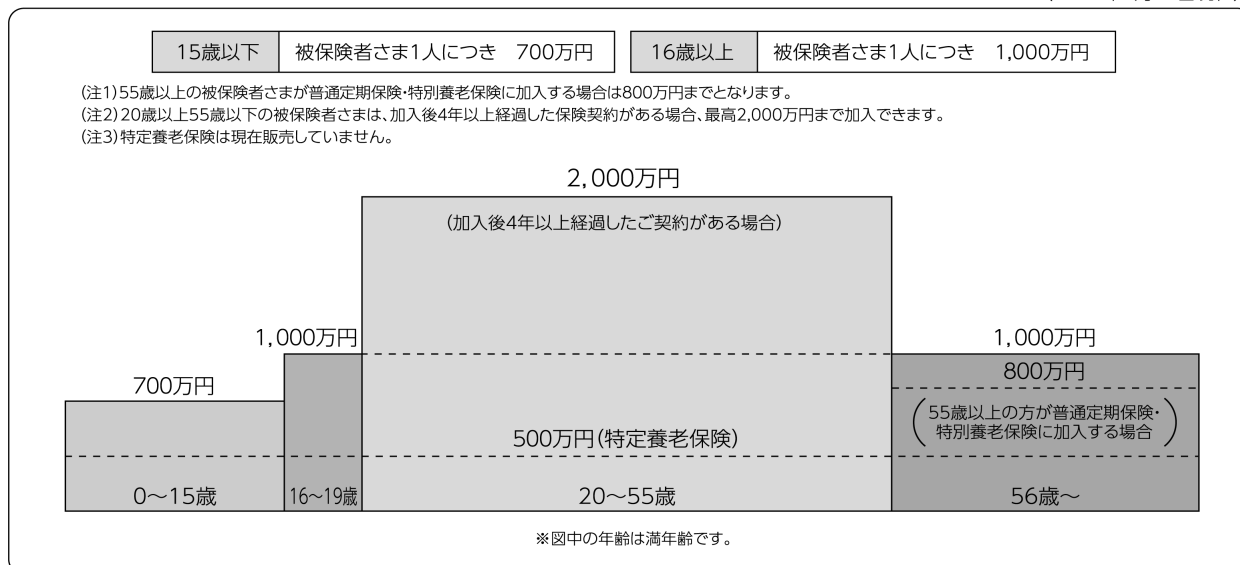 15歳以下 被保険者さま1人につき 700万円 16歳以上 被保険者さま1人につき 1,000万円
(注1)55歳以上の被保険者さまが普通定期保険・特別養老保険に加入する場合は800万円までとなります。
(注2)20歳以上55歳以下の被保険者さまは、加入後4年以上経過した保険契約がある場合、最高2,000万円まで加入できます。
(注3)特定養老保険は現在販売していません。
2,000万円
(加入後4年以上経過したご契約がある場合)
1,000万円
1,000万円
700万円
800万円
(55歳以上の方が普通定期保険・
特別養老保険に加入する場合)
500万円(特定養老保険)
0〜15歳 16〜19歳 20〜55歳 56歳〜
※図中の年齢は満年齢です。